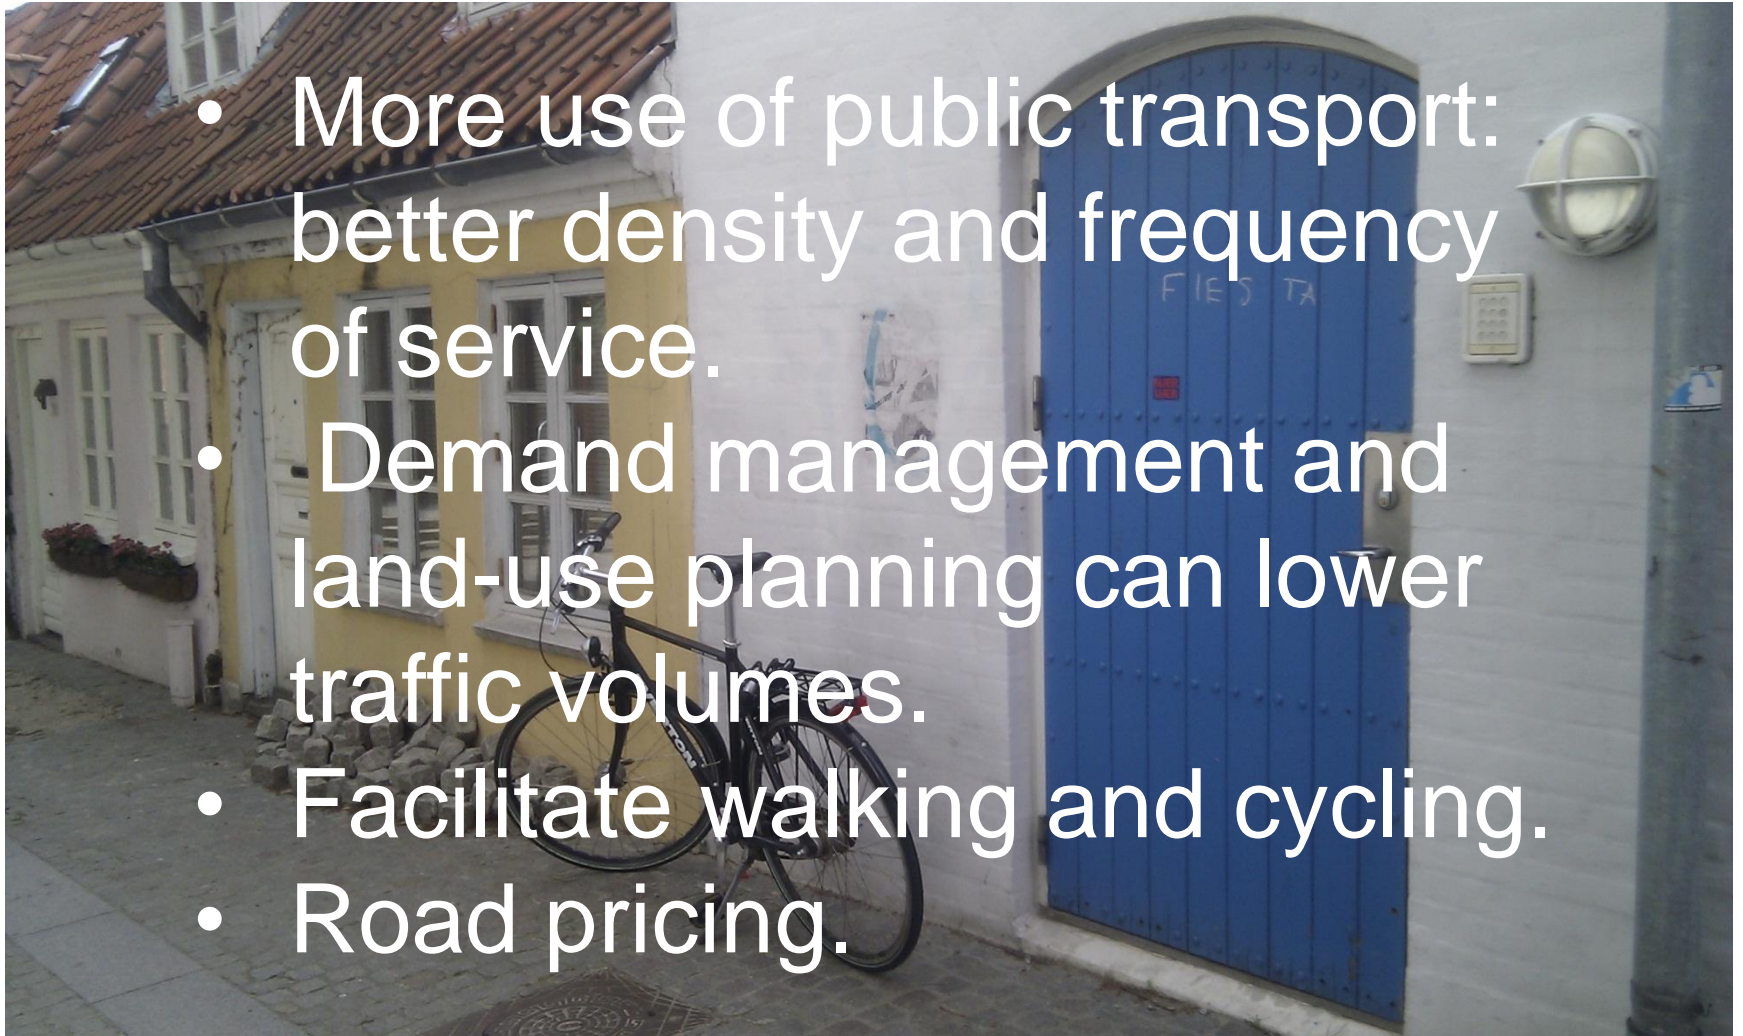 • More use of public transport:
better density and frequency
of service.
• Demand management and
land-use planning can lower
traffic volumes.
• Facilitate walking and cycling.
• Road pricing.
FIESTA